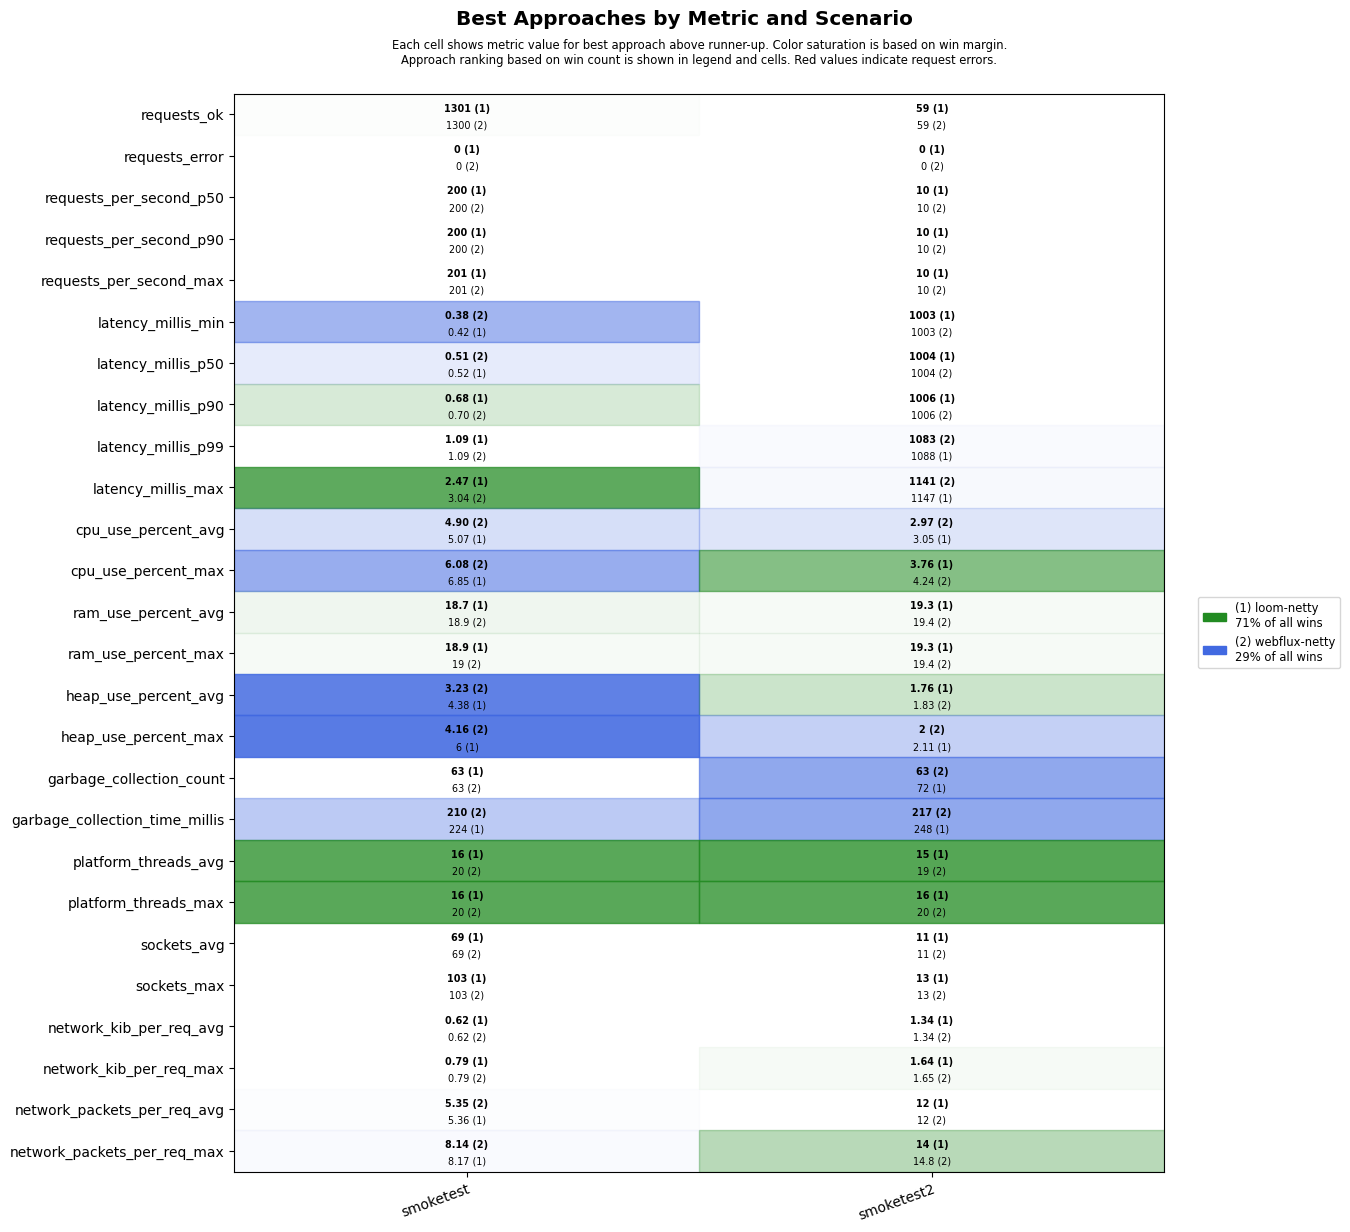 Best Approaches by Metric and Scenario
Each cell shows metric value for best approach above runner-up. Color saturation is based on win margin.
Approach ranking based on win count is shown in legend and cells. Red values indicate request errors.
requests_ok
1301 (1)
1300 (2)
59 (1)
59 (2)
requests_error
0 (1)
0 (2)
0 (1)
0 (2)
requests_per_second_p50
200 (1)
200 (2)
10 (1)
10 (2)
requests_per_second_p90
200 (1)
200 (2)
10 (1)
10 (2)
requests_per_second_max
201 (1)
201 (2)
10 (1)
10 (2)
latency_millis_min
0.38 (2)
0.42 (1)
1003 (1)
1003 (2)
latency_millis_p50
0.51 (2)
0.52 (1)
1004 (1)
1004 (2)
latency_millis_p90
0.68 (1)
0.70 (2)
1006 (1)
1006 (2)
latency_millis_p99
1.09 (1)
1.09 (2)
1083 (2)
1088 (1)
latency_millis_max
2.47 (1)
3.04 (2)
1141 (2)
1147 (1)
cpu_use_percent_avg
4.90 (2)
5.07 (1)
2.97 (2)
3.05 (1)
cpu_use_percent_max
6.08 (2)
6.85 (1)
3.76 (1)
4.24 (2)
ram_use_percent_avg
18.7 (1)
18.9 (2)
19.3 (1)
19.4 (2)
ram_use_percent_max
18.9 (1)
19 (2)
19.3 (1)
19.4 (2)
heap_use_percent_avg
3.23 (2)
4.38 (1)
1.76 (1)
1.83 (2)
heap_use_percent_max
4.16 (2)
6 (1)
2 (2)
2.11 (1)
garbage_collection_count
63 (1)
63 (2)
63 (2)
72 (1)
garbage_collection_time_millis
210 (2)
224 (1)
217 (2)
248 (1)
platform_threads_avg
16 (1)
20 (2)
15 (1)
19 (2)
platform_threads_max
16 (1)
20 (2)
16 (1)
20 (2)
sockets_avg
69 (1)
69 (2)
11 (1)
11 (2)
sockets_max
103 (1)
103 (2)
13 (1)
13 (2)
network_kib_per_req_avg
0.62 (1)
0.62 (2)
1.34 (1)
1.34 (2)
network_kib_per_req_max
0.79 (1)
0.79 (2)
1.64 (1)
1.65 (2)
network_packets_per_req_avg
5.35 (2)
5.36 (1)
12 (1)
12 (2)
network_packets_per_req_max
8.14 (2)
8.17 (1)
14 (1)
14.8 (2)
smoketest
smoketest2
(1) loom-netty
71% of all wins
(2) webflux-netty
29% of all wins